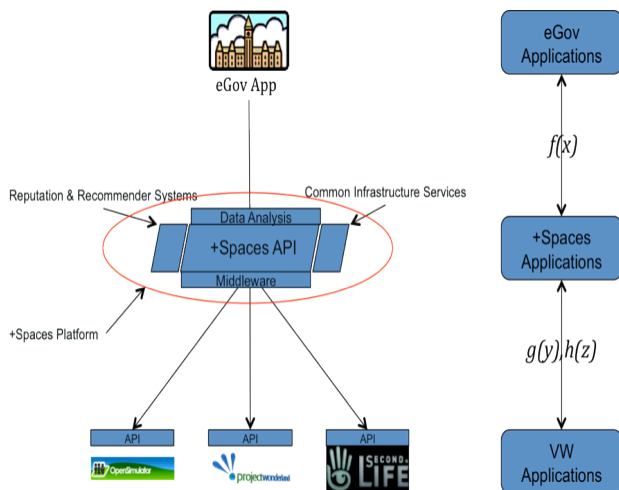 eGov App
Reputation & Recommender Systems
Common Infrastructure Services
Data Analysis
+Spaces API
Middleware
+Spaces Platform
API
API
API
OpenSimulator
projectwonderland
SECOND
LIFE
eGov
Applications
f(x)
+Spaces
Applications
g(y),h(z)
VW
Applications